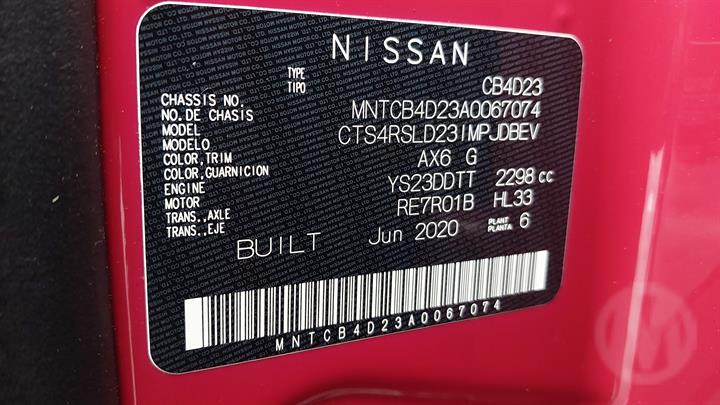 NISSAN
TYPE
TIPO CB4D23
CHASSIS NO.
NO. DE CHASIS MNTCB4D23A0067074
MODEL
MODELO CTS4RSLD23IMPJDBEV
COLOR, TRIM
COLOR, GUARNICION AX6 G
ENGINE
MOTOR YS23DDTT 2298 cc
TRANS., AXLE
TRANS., EJE RE7R01B HL33
BUILT Jun 2020 PLANT
PLANTA 6
MNTCB4D23A0067074
M